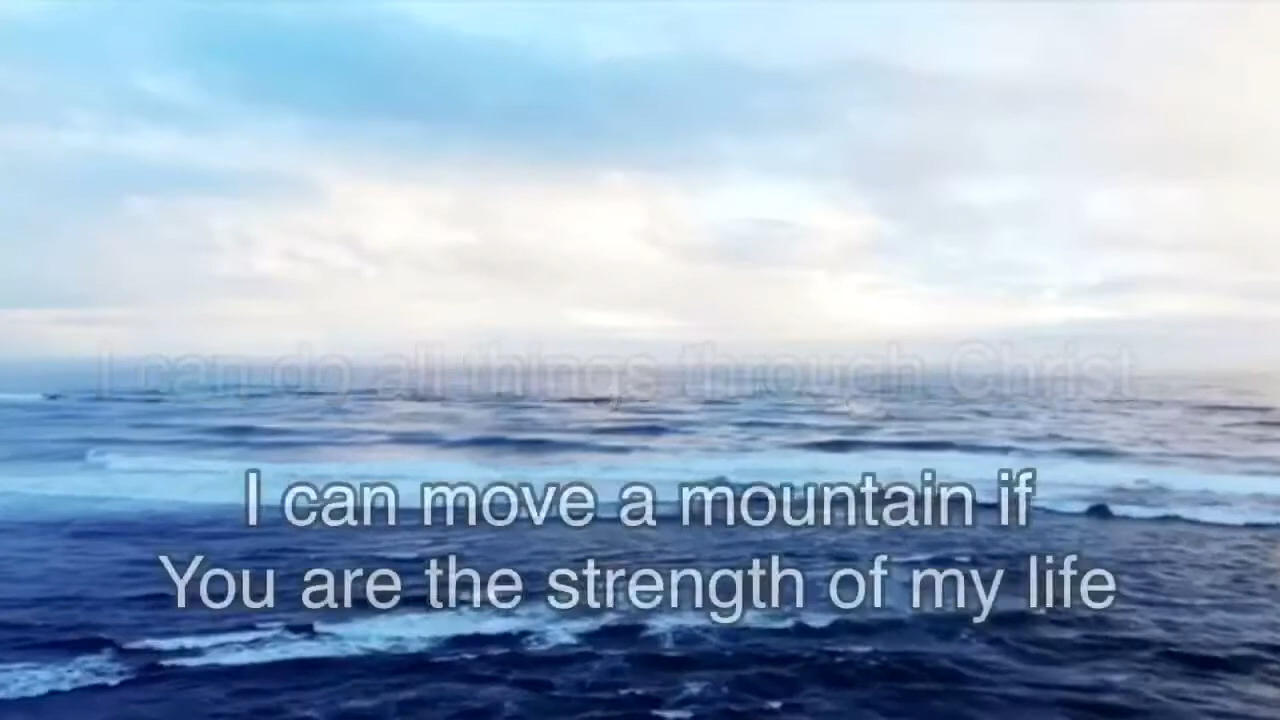 I can do all things through Christ
I can move a mountain if
You are the strength of my life